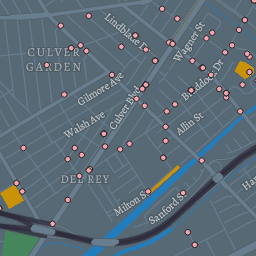 Lindblade Dr
Wagner St
CULVER
GARDEN
Gilmore Ave
Culver Blvd
Braddock Dr
Walsh Ave
Allin St
DEL REY
Milton St
Sanford St